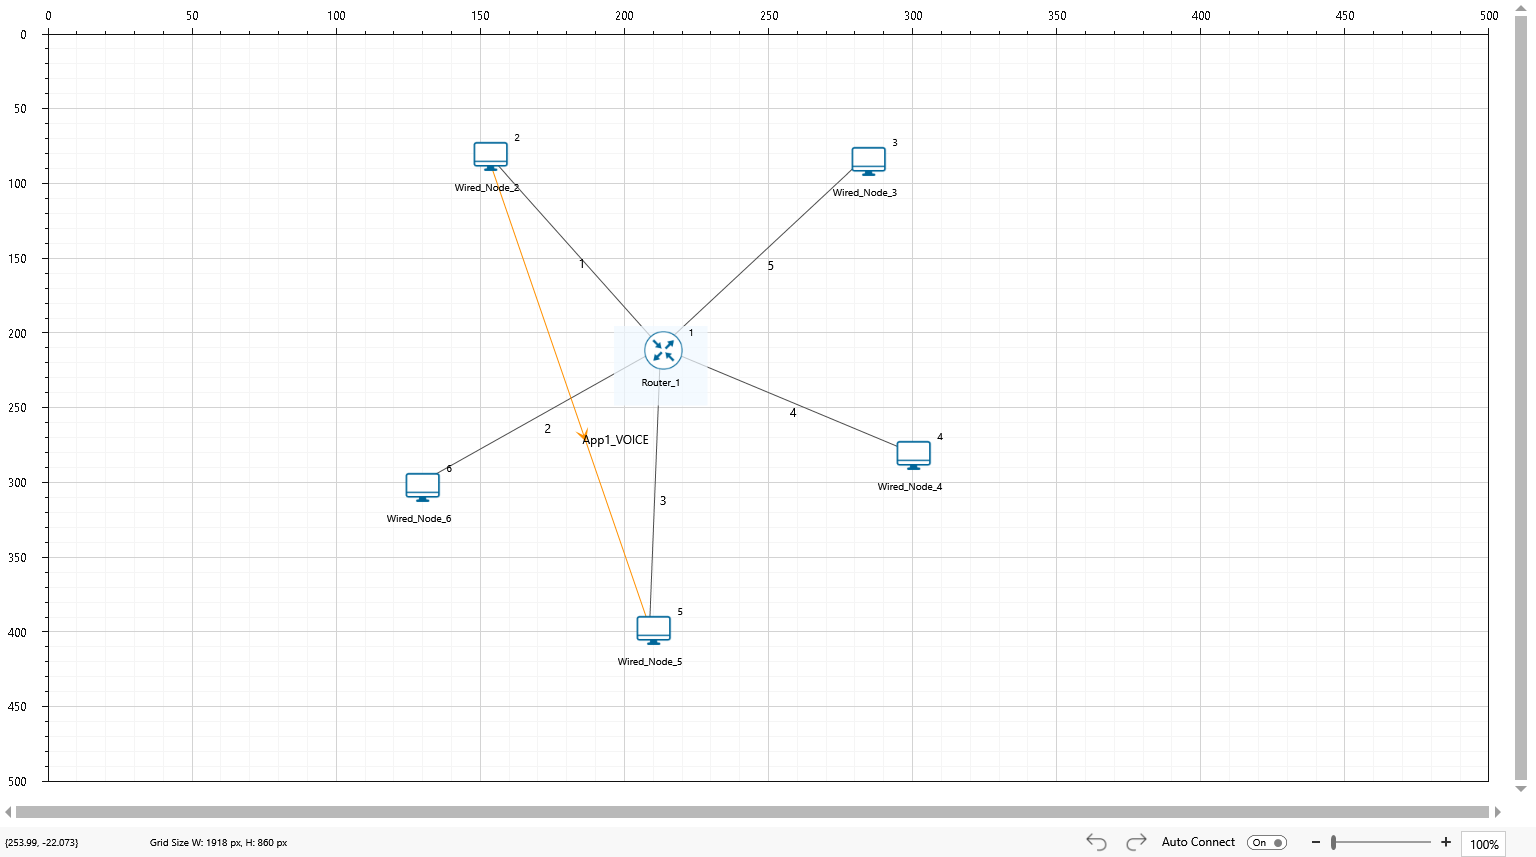 0 50 100 150 200 250 300 350 400 450 500
0
50
100
150
200
250
300
350
400
450
500
2
Wired_Node_2
3
Wired_Node_3
1
5
1
Router_1
4
2
App1_VOICE
4
Wired_Node_4
6
Wired_Node_6
3
5
Wired_Node_5
{253.99, -22.073} Grid Size W: 1918 px, H: 860 px Auto Connect On 100%